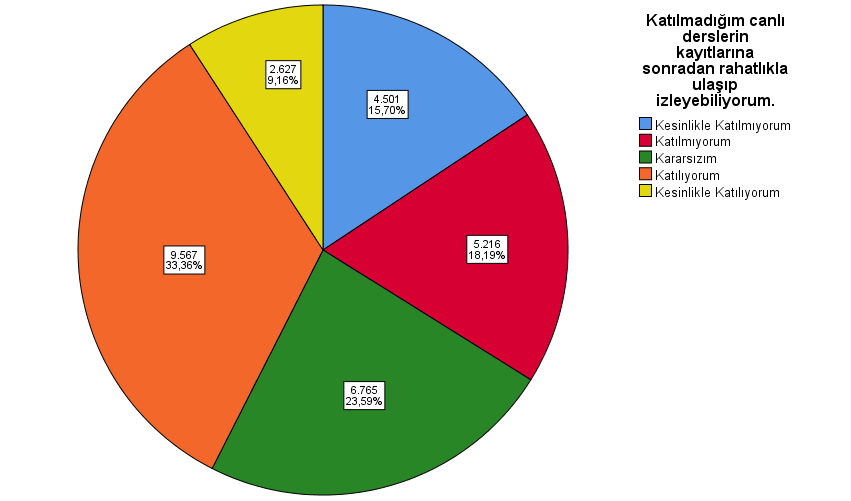 Katılmadığım canlı
derslerin
kayıtlarına
sonradan rahatlıkla
ulaşıp
izleyebiliyorum.
Kesinlikle Katılmıyorum
Katılmıyorum
Kararsızım
Katılıyorum
Kesinlikle Katılıyorum
2.627
9,16%
4.501
15,70%
5.216
18,19%
9.567
33,36%
6.765
23,59%